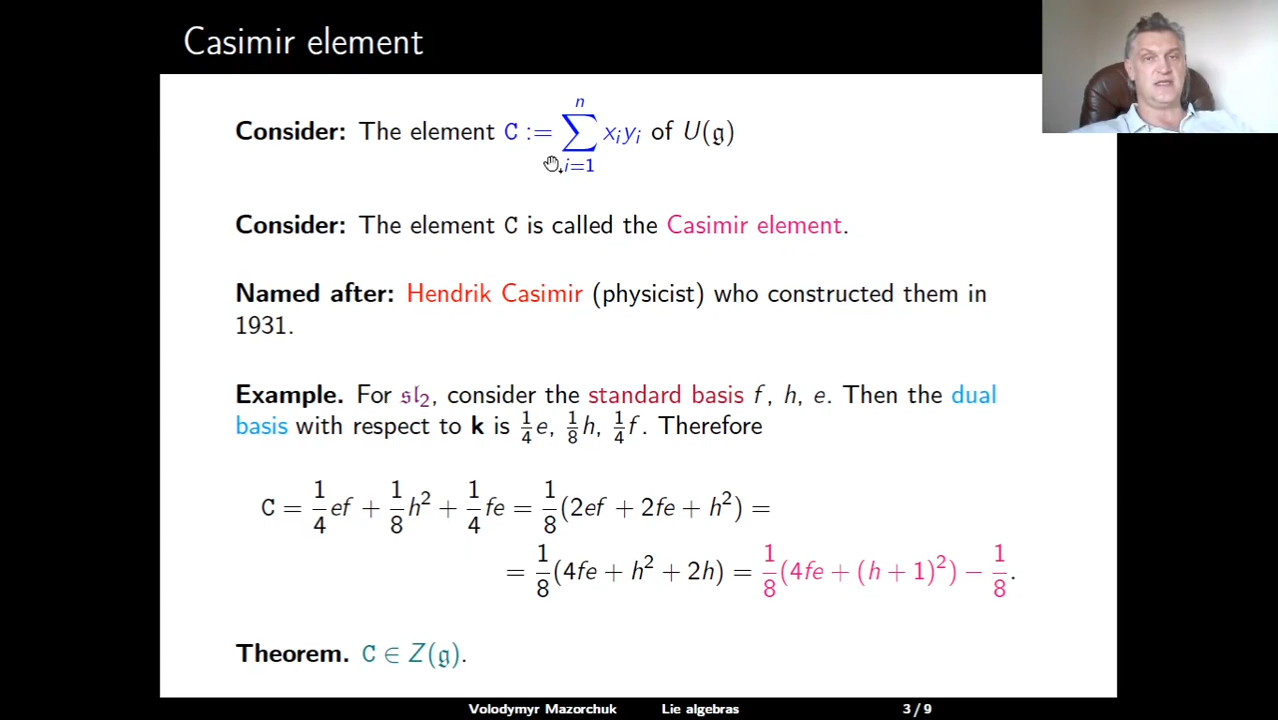 Casimir element
Consider: The element C := ∑ⁿᵢ₌₁ xᵢyᵢ of U(𝔤)
Consider: The element C is called the Casimir element.
Named after: Hendrik Casimir (physicist) who constructed them in
1931.
Example. For 𝔰𝔩₂, consider the standard basis f, h, e. Then the dual
basis with respect to k is 1/4 e, 1/8 h, 1/4 f. Therefore
C = 1/4 ef + 1/8 h² + 1/4 fe = 1/8 (2ef + 2fe + h²) =
= 1/8 (4fe + h² + 2h) = 1/8 (4fe + (h + 1)²) − 1/8.
Theorem. C ∈ Z(𝔤).
Volodymyr Mazorchuk Lie algebras 3 / 9